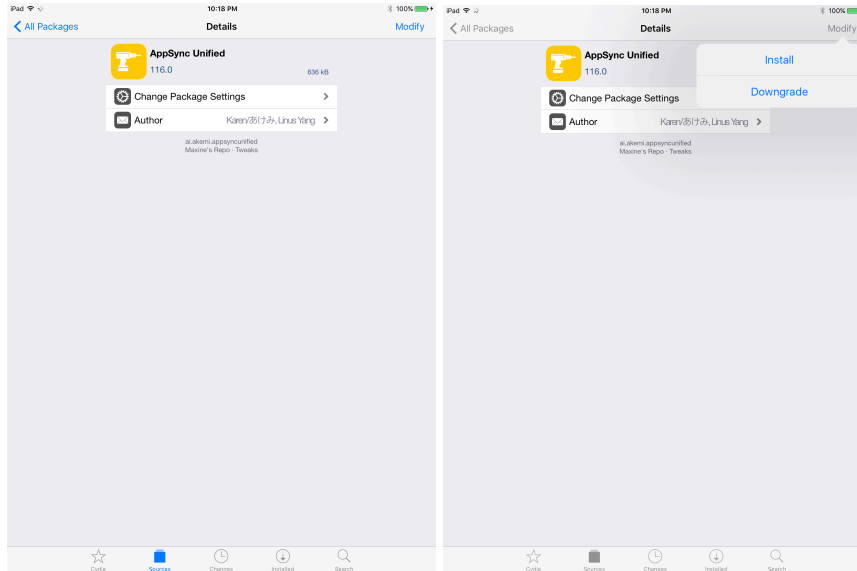 iPad 10:18 PM 100%
All Packages Details Modify
AppSync Unified
116.0 636 kB
Change Package Settings
Author Karen/あけみ, Linus Yang
ai.akemi.appsyncunified
Maxine's Repo · Tweaks
Cydia Sources Changes Installed Search
iPad 10:18 PM 100%
All Packages Details Modify
AppSync Unified
116.0
Install
Downgrade
Change Package Settings
Author Karen/あけみ, Linus Yang
ai.akemi.appsyncunified
Maxine's Repo · Tweaks
Cydia Sources Changes Installed Search